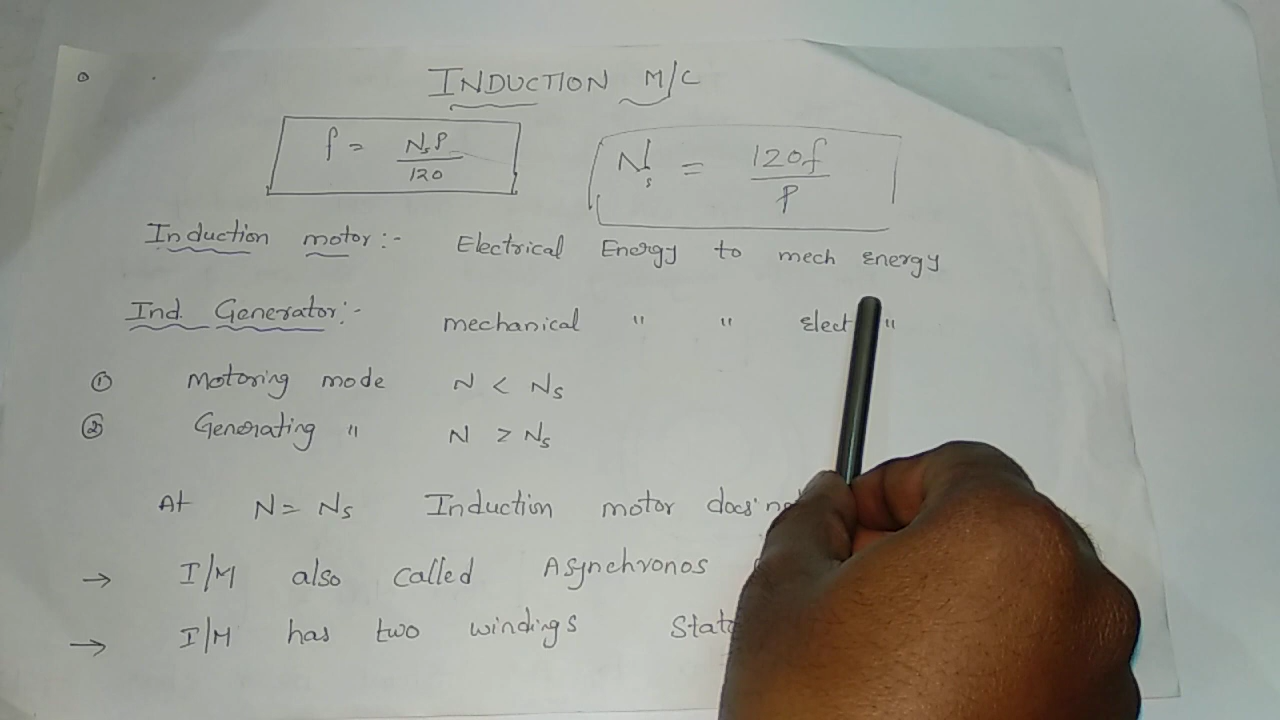 INDUCTION M/C
f = NsP / 120
Ns = 120f / P
Induction motor:- Electrical Energy to mech Energy
Ind. Generator:- mechanical " " Elect "
① Motoring mode N < Ns
② Generating " N > Ns
At N = Ns Induction motor does'not
→ I/M also called Asynchronos
→ I/M has two windings